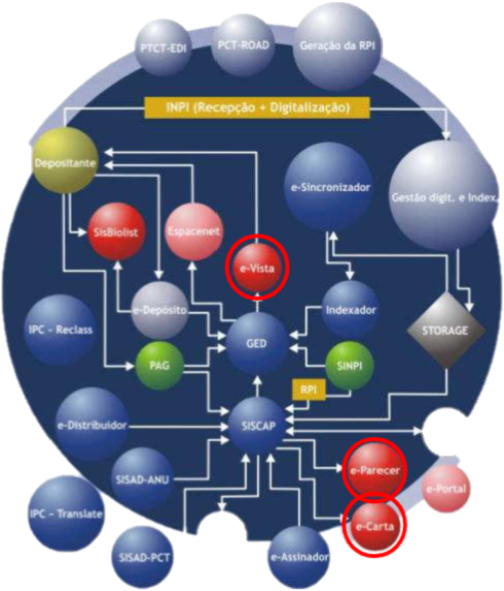 PTCT-EDI
PCT-ROAD
Geração da RPI
INPI (Recepção + Digitalização)
Depositante
e-Sincronizador
Gestão digit. e Index.
SisBiolist
Espacenet
e-Vista
e-Depósito
Indexador
IPC - Reclass
GED
STORAGE
PAG
SINPI
RPI
e-Distribuidor
SISCAP
SISAD-ANU
e-Parecer
e-Portal
IPC - Translate
e-Carta
SISAD-PCT
e-Assinador